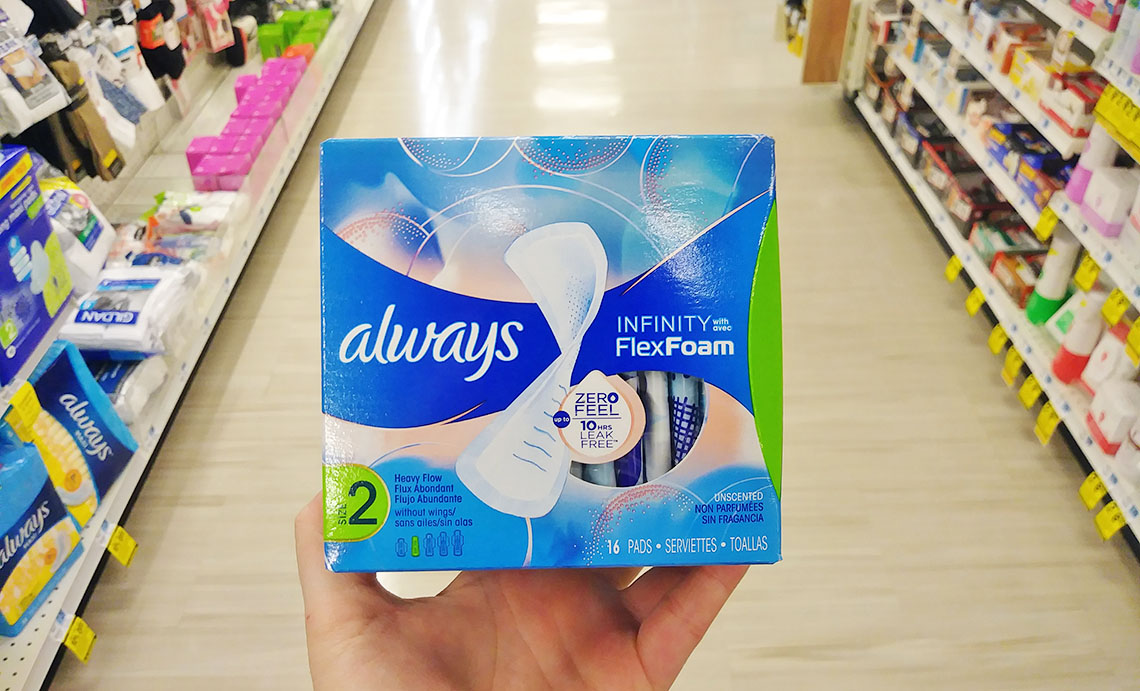 always
INFINITY with
avec
FlexFoam
ZERO
FEEL
up to
10 HRS
LEAK
FREE™
SIZE 2
Heavy Flow
Flux Abondant
Flujo Abundante
without wings/
sans ailes/sin alas
UNSCENTED
NON PARFUMÉES
SIN FRAGANCIA
16 PADS • SERVIETTES • TOALLAS
GILDAN
always
always
2